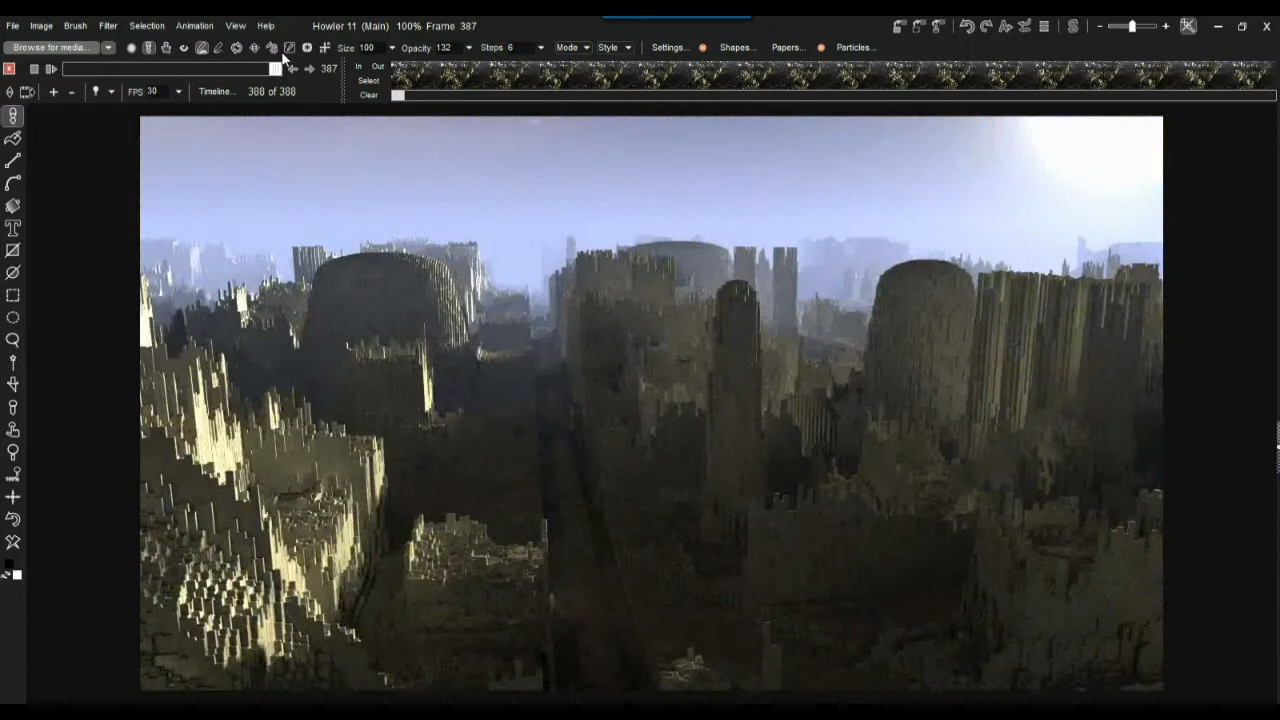 File Image Brush Filter Selection Animation View Help Howler 11 (Main) 100% Frame 387
Browse for media... Size 100 Opacity 132 Steps 6 Mode Style Settings... Shapes... Papers... Particles...
387 In Out
Select
FPS 30 Timeline... 388 of 388 Clear